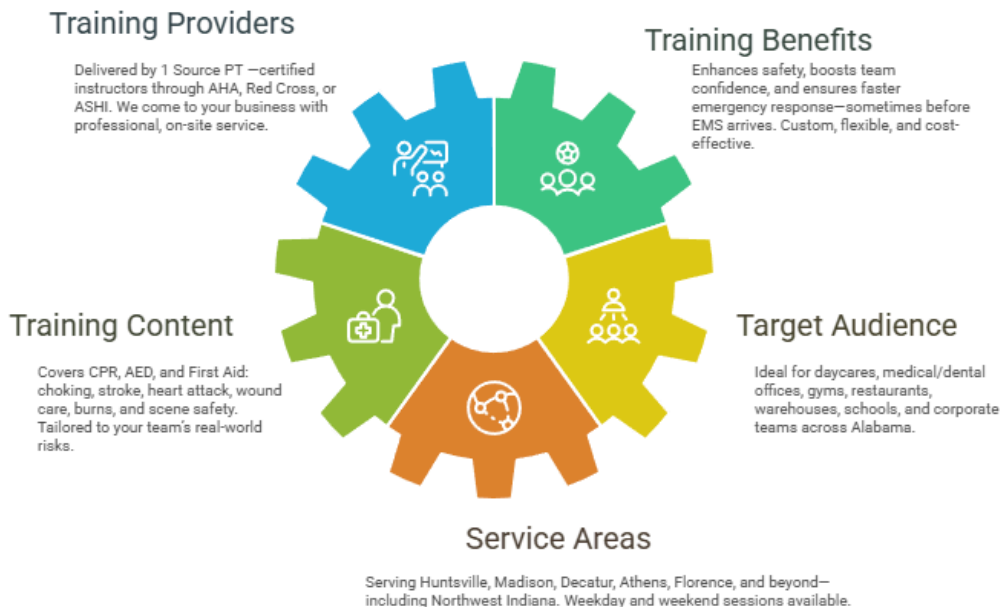 Training Providers
Delivered by 1 Source PT —certified
instructors through AHA, Red Cross, or
ASHI. We come to your business with
professional, on-site service.
Training Benefits
Enhances safety, boosts team
confidence, and ensures faster
emergency response—sometimes before
EMS arrives. Custom, flexible, and cost-
effective.
Training Content
Covers CPR, AED, and First Aid:
choking, stroke, heart attack, wound
care, burns, and scene safety.
Tailored to your team's real-world
risks.
Target Audience
Ideal for daycares, medical/dental
offices, gyms, restaurants,
warehouses, schools, and corporate
teams across Alabama.
Service Areas
Serving Huntsville, Madison, Decatur, Athens, Florence, and beyond—
including Northwest Indiana. Weekday and weekend sessions available.